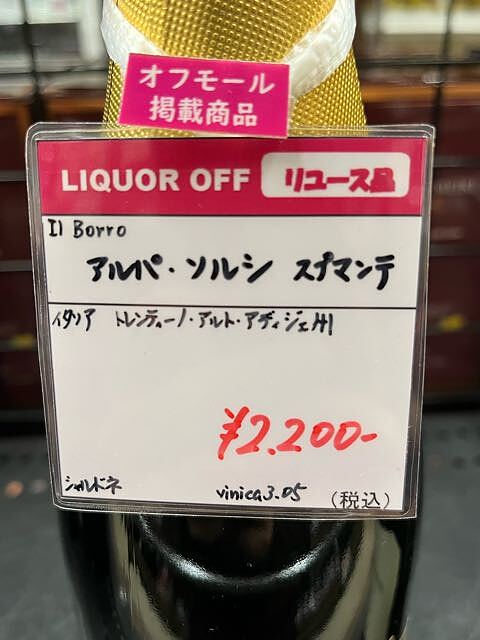 オフモール
掲載商品
LIQUOR OFF リユース品
Il Borro
アルパ・ソルシ スプマンテ
イタリア トレンティーノ・アルト・アディジェ州
¥2.200-
シャルドネ
vinica3.05
(税込)